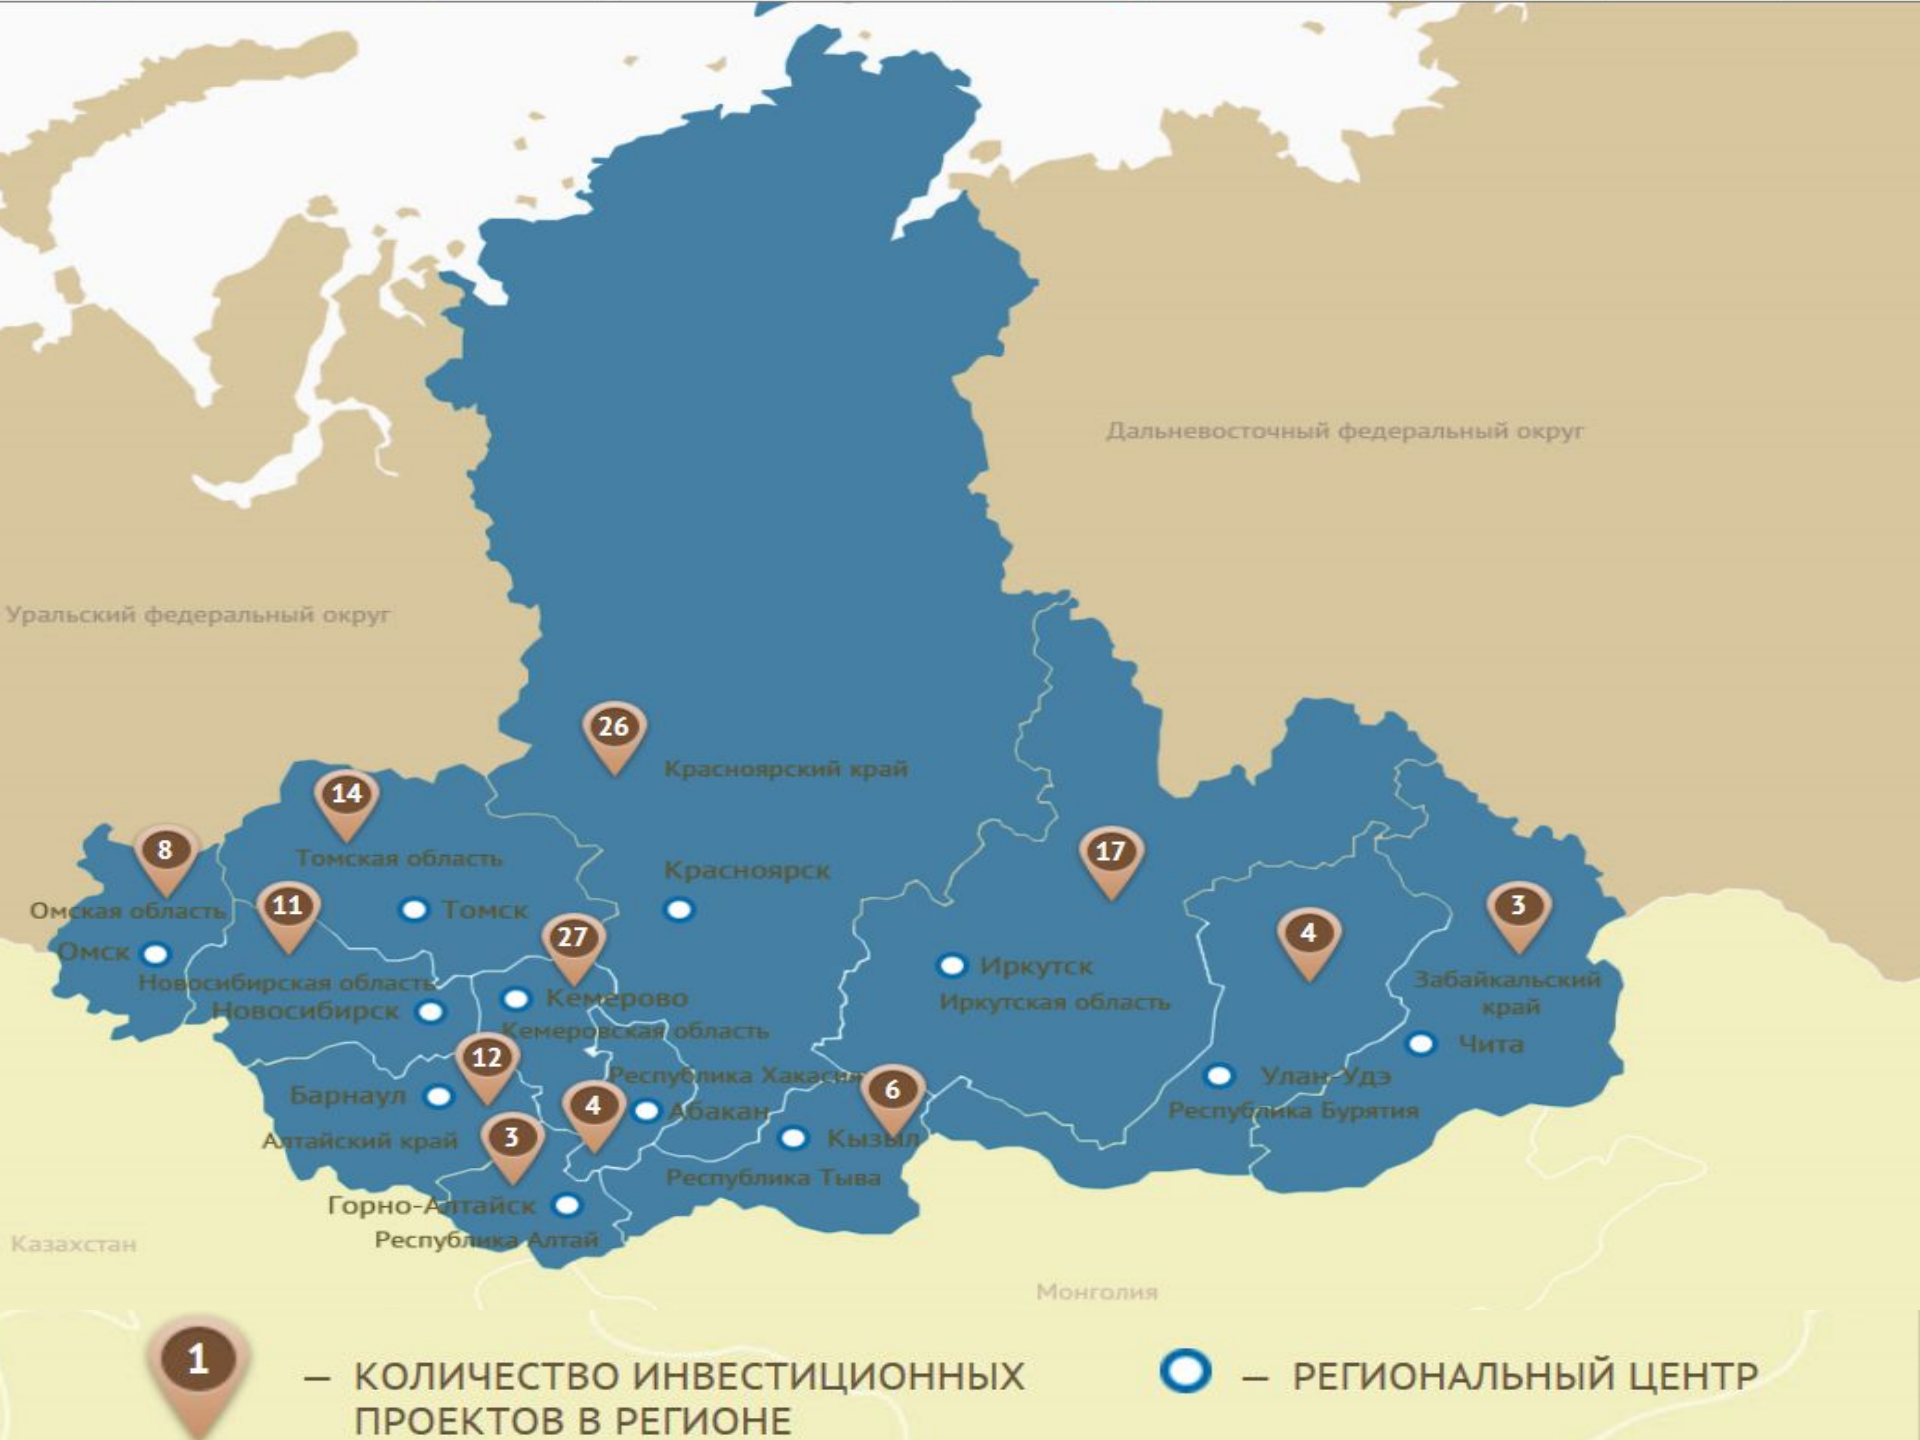 Дальневосточный федеральный округ
Уральский федеральный округ
26
Красноярский край
14
8
17
Томская область
Красноярск
11
3
Омская область
Томск
27
4
Омск
Иркутск
Новосибирская область
Забайкальский
край
Кемерово
Иркутская область
Новосибирск
Кемеровская область
Чита
12
Республика Хакасия
6
Улан-Удэ
Барнаул
4
Абакан
Республика Бурятия
3
Кызыл
Алтайский край
Республика Тыва
Горно-Алтайск
Республика Алтай
Казахстан
Монголия
1
– КОЛИЧЕСТВО ИНВЕСТИЦИОННЫХ
ПРОЕКТОВ В РЕГИОНЕ
– РЕГИОНАЛЬНЫЙ ЦЕНТР